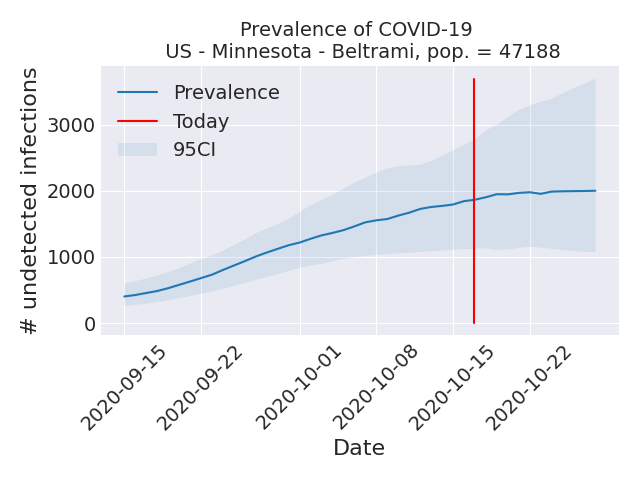 Prevalence of COVID-19
US - Minnesota - Beltrami, pop. = 47188
Prevalence
Today
95CI
# undetected infections
3000
2000
1000
0
2020-09-15
2020-09-22
2020-10-01
2020-10-08
2020-10-15
2020-10-22
Date